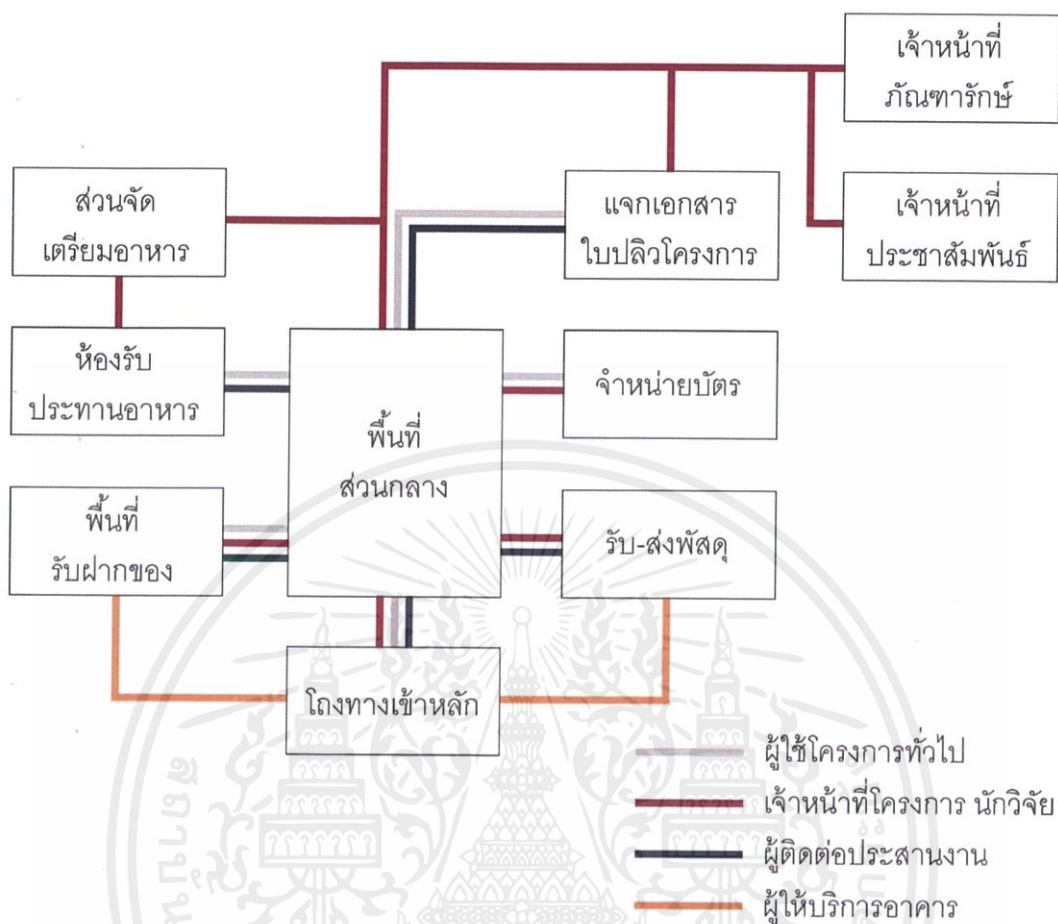 เจ้าหน้าที่
ภัณฑารักษ์
ส่วนจัด
เตรียมอาหาร
แจกเอกสาร
ใบปลิวโครงการ
เจ้าหน้าที่
ประชาสัมพันธ์
ห้องรับ
ประทานอาหาร
พื้นที่
ส่วนกลาง
จำหน่ายบัตร
พื้นที่
รับฝากของ
รับ-ส่งพัสดุ
โถงทางเข้าหลัก
ผู้ใช้โครงการทั่วไป
เจ้าหน้าที่โครงการ นักวิจัย
ผู้ติดต่อประสานงาน
ผู้ให้บริการอาคาร